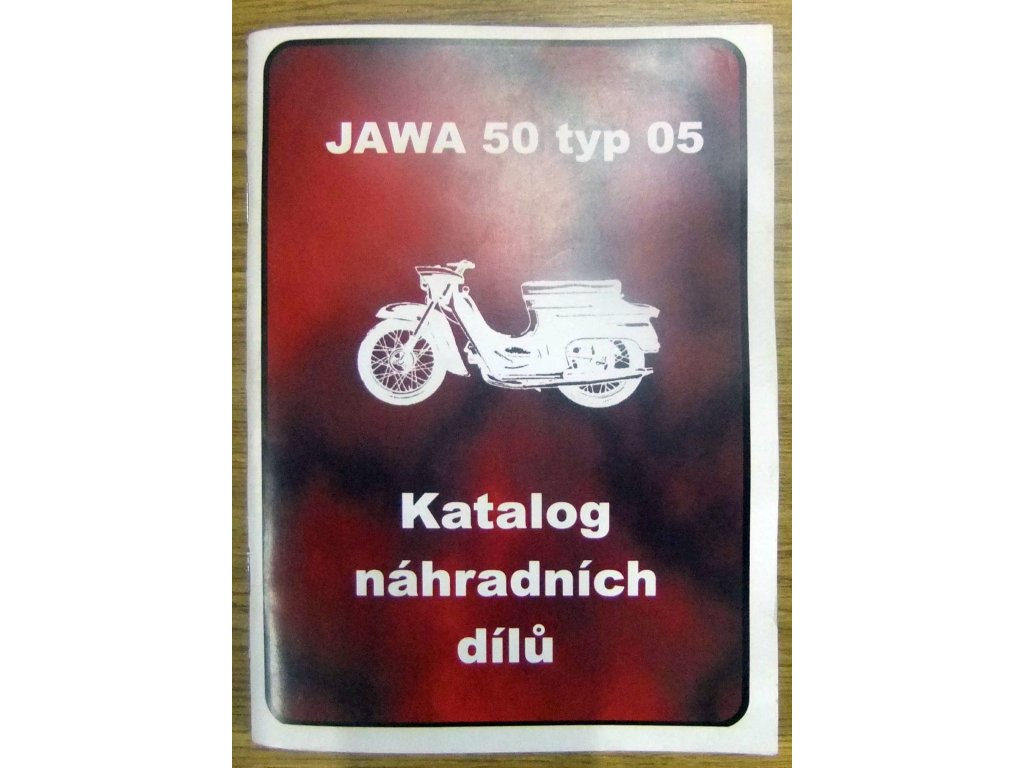 JAWA 50 typ 05
Katalog
náhradních
dílů